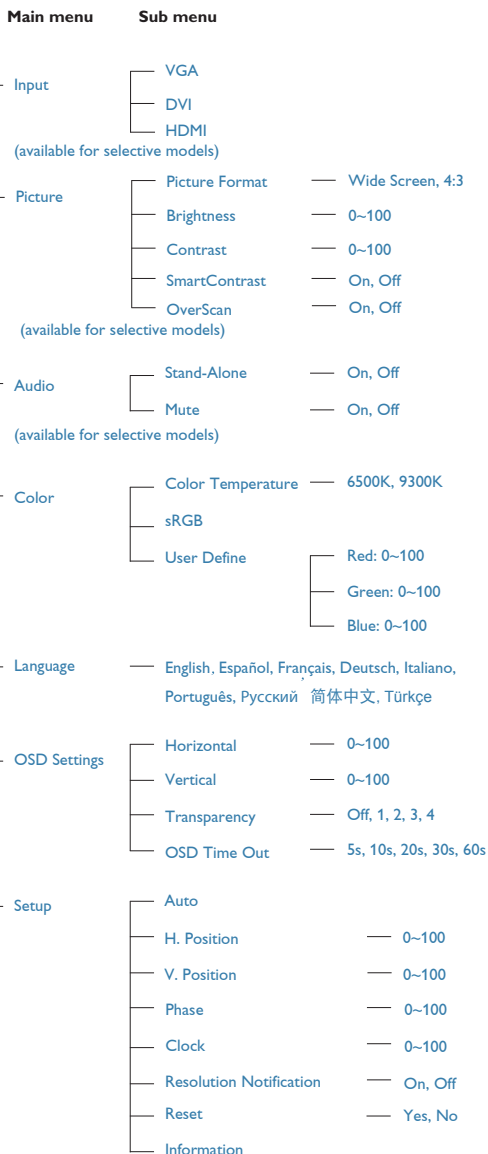 Main menu Sub menu
Input VGA
DVI
HDMI
(available for selective models)
Picture Picture Format Wide Screen, 4:3
Brightness 0~100
Contrast 0~100
SmartContrast On, Off
OverScan On, Off
(available for selective models)
Audio Stand-Alone On, Off
Mute On, Off
(available for selective models)
Color Color Temperature 6500K, 9300K
sRGB
User Define Red: 0~100
Green: 0~100
Blue: 0~100
Language English, Español, Français, Deutsch, Italiano,
Português, Русский, 简体中文, Türkçe
OSD Settings Horizontal 0~100
Vertical 0~100
Transparency Off, 1, 2, 3, 4
OSD Time Out 5s, 10s, 20s, 30s, 60s
Setup Auto
H. Position 0~100
V. Position 0~100
Phase 0~100
Clock 0~100
Resolution Notification On, Off
Reset Yes, No
Information